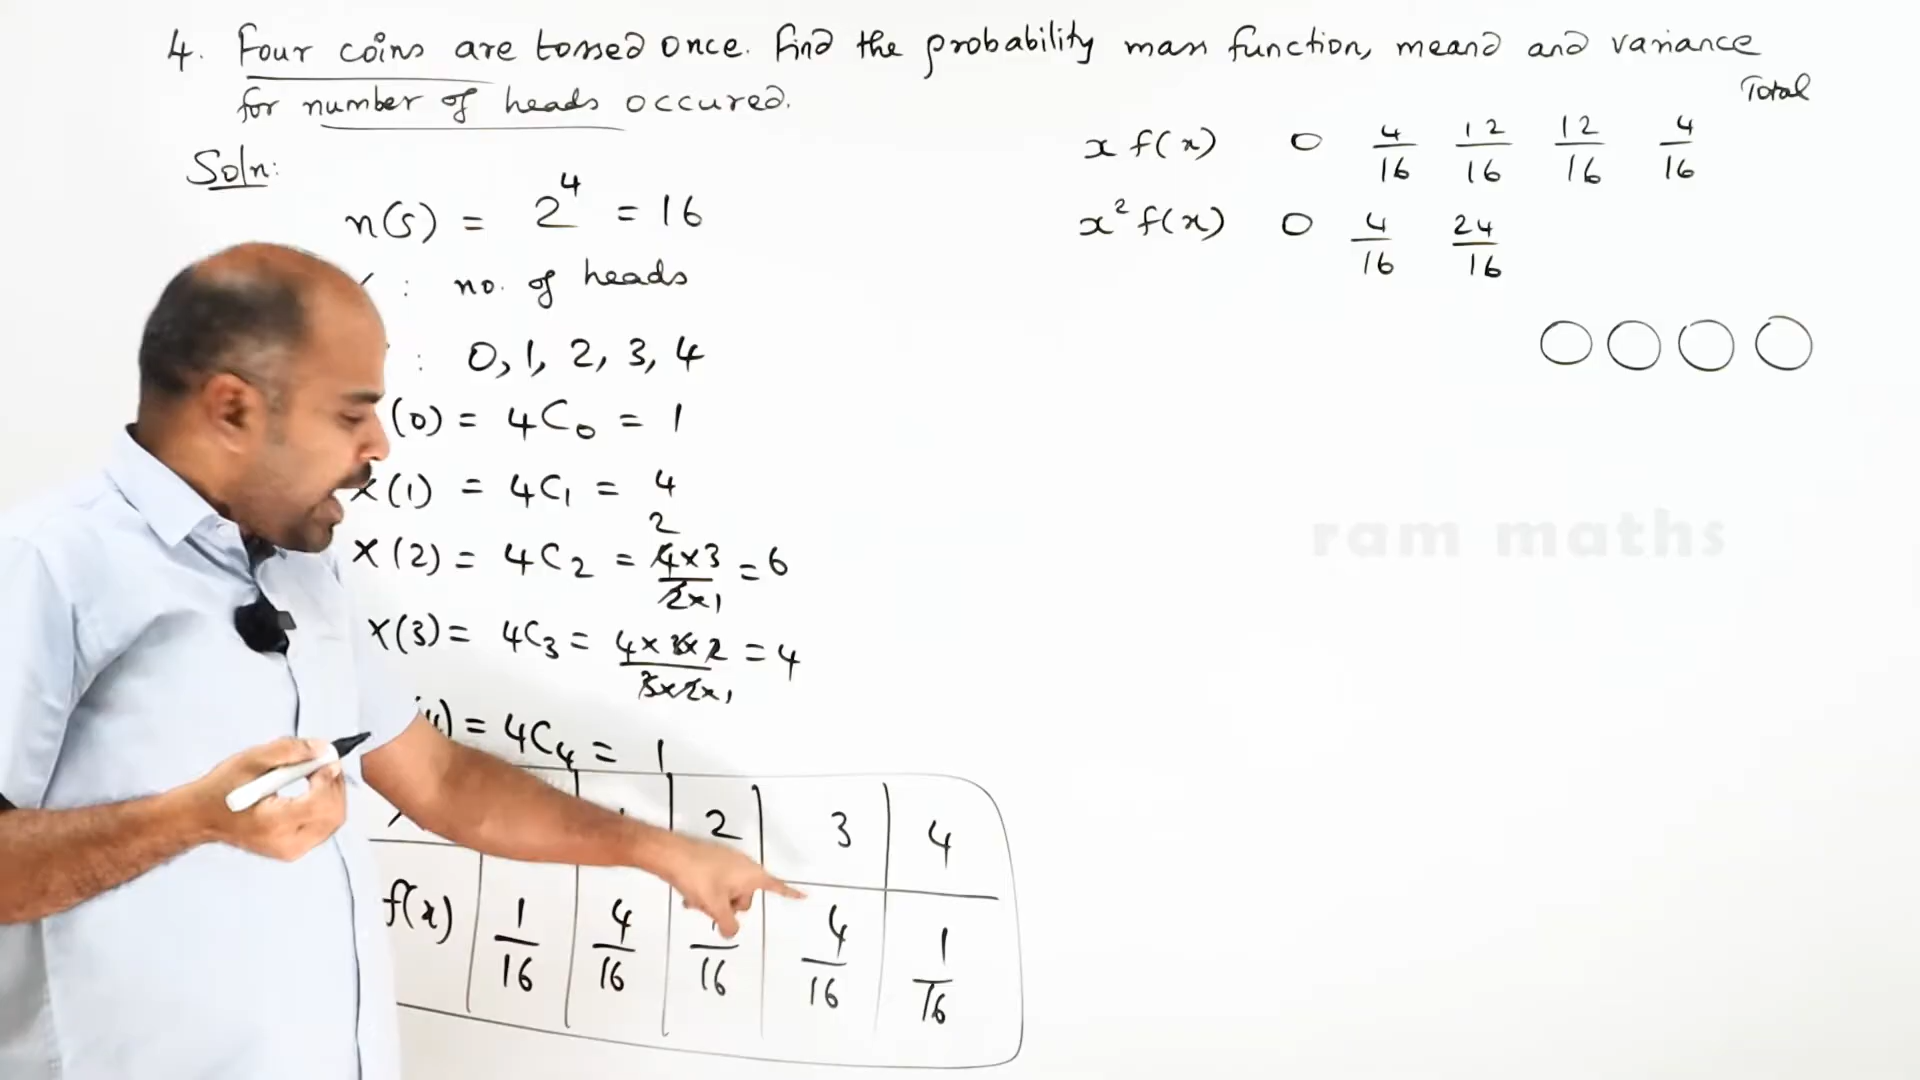 4. Four coins are tossed once. Find the probability mass function, meand and variance
for number of heads occured.
Soln:
n(s) = 2^4 = 16
: no. of heads
: 0, 1, 2, 3, 4
(0) = 4C₀ = 1
X(1) = 4C₁ = 4
2
X(2) = 4C₂ = 4×3/2×1 = 6
X(3) = 4C₃ = 4×3×2/3×2×1 = 4
4) = 4C₄ = 1
2 3 4
f(x) 1/16 4/16 /16 4/16 1/16
Total
x f(x) 0 4/16 12/16 12/16 4/16
x² f(x) 0 4/16 24/16
ram maths